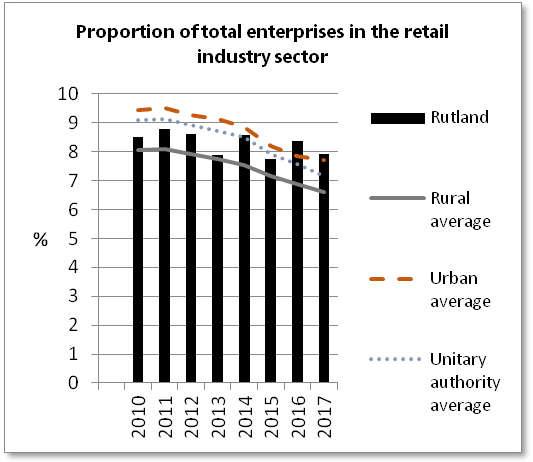 Proportion of total enterprises in the retail
industry sector
10
9
8
7
6
5
4
3
2
1
0
%
2010
2011
2012
2013
2014
2015
2016
2017
Rutland
Rural
average
Urban
average
Unitary
authority
average